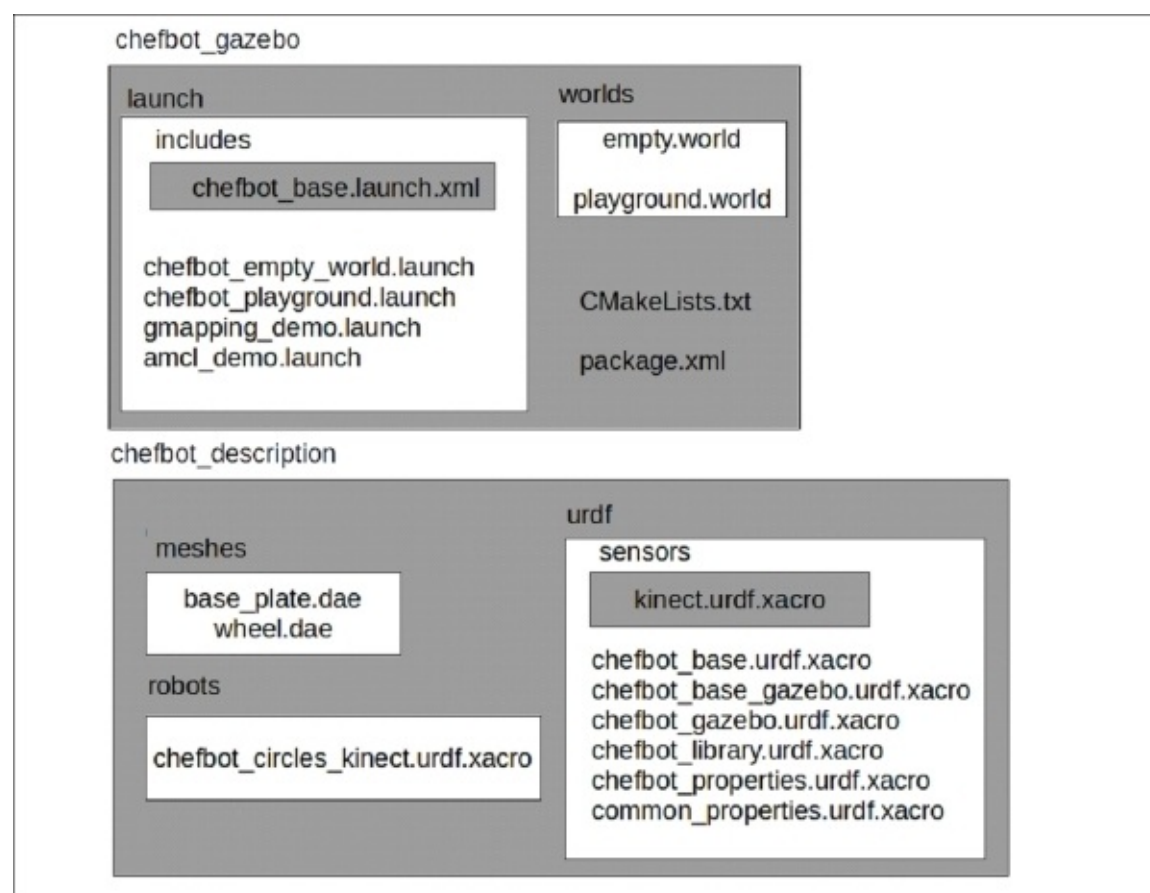 chefbot_gazebo
launch
includes
chefbot_base.launch.xml
chefbot_empty_world.launch
chefbot_playground.launch
gmapping_demo.launch
amcl_demo.launch
worlds
empty.world
playground.world
CMakeLists.txt
package.xml
chefbot_description
meshes
base_plate.dae
wheel.dae
robots
chefbot_circles_kinect.urdf.xacro
urdf
sensors
kinect.urdf.xacro
chefbot_base.urdf.xacro
chefbot_base_gazebo.urdf.xacro
chefbot_gazebo.urdf.xacro
chefbot_library.urdf.xacro
chefbot_properties.urdf.xacro
common_properties.urdf.xacro